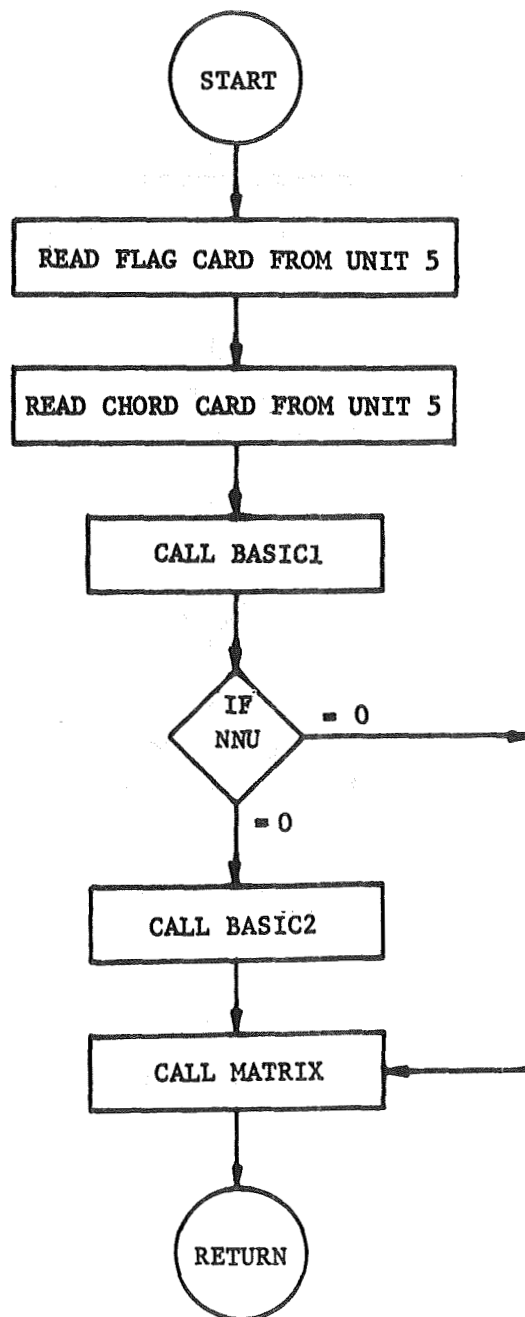 START
READ FLAG CARD FROM UNIT 5
READ CHORD CARD FROM UNIT 5
CALL BASIC1
IF
NNU
= 0
= 0
CALL BASIC2
CALL MATRIX
RETURN